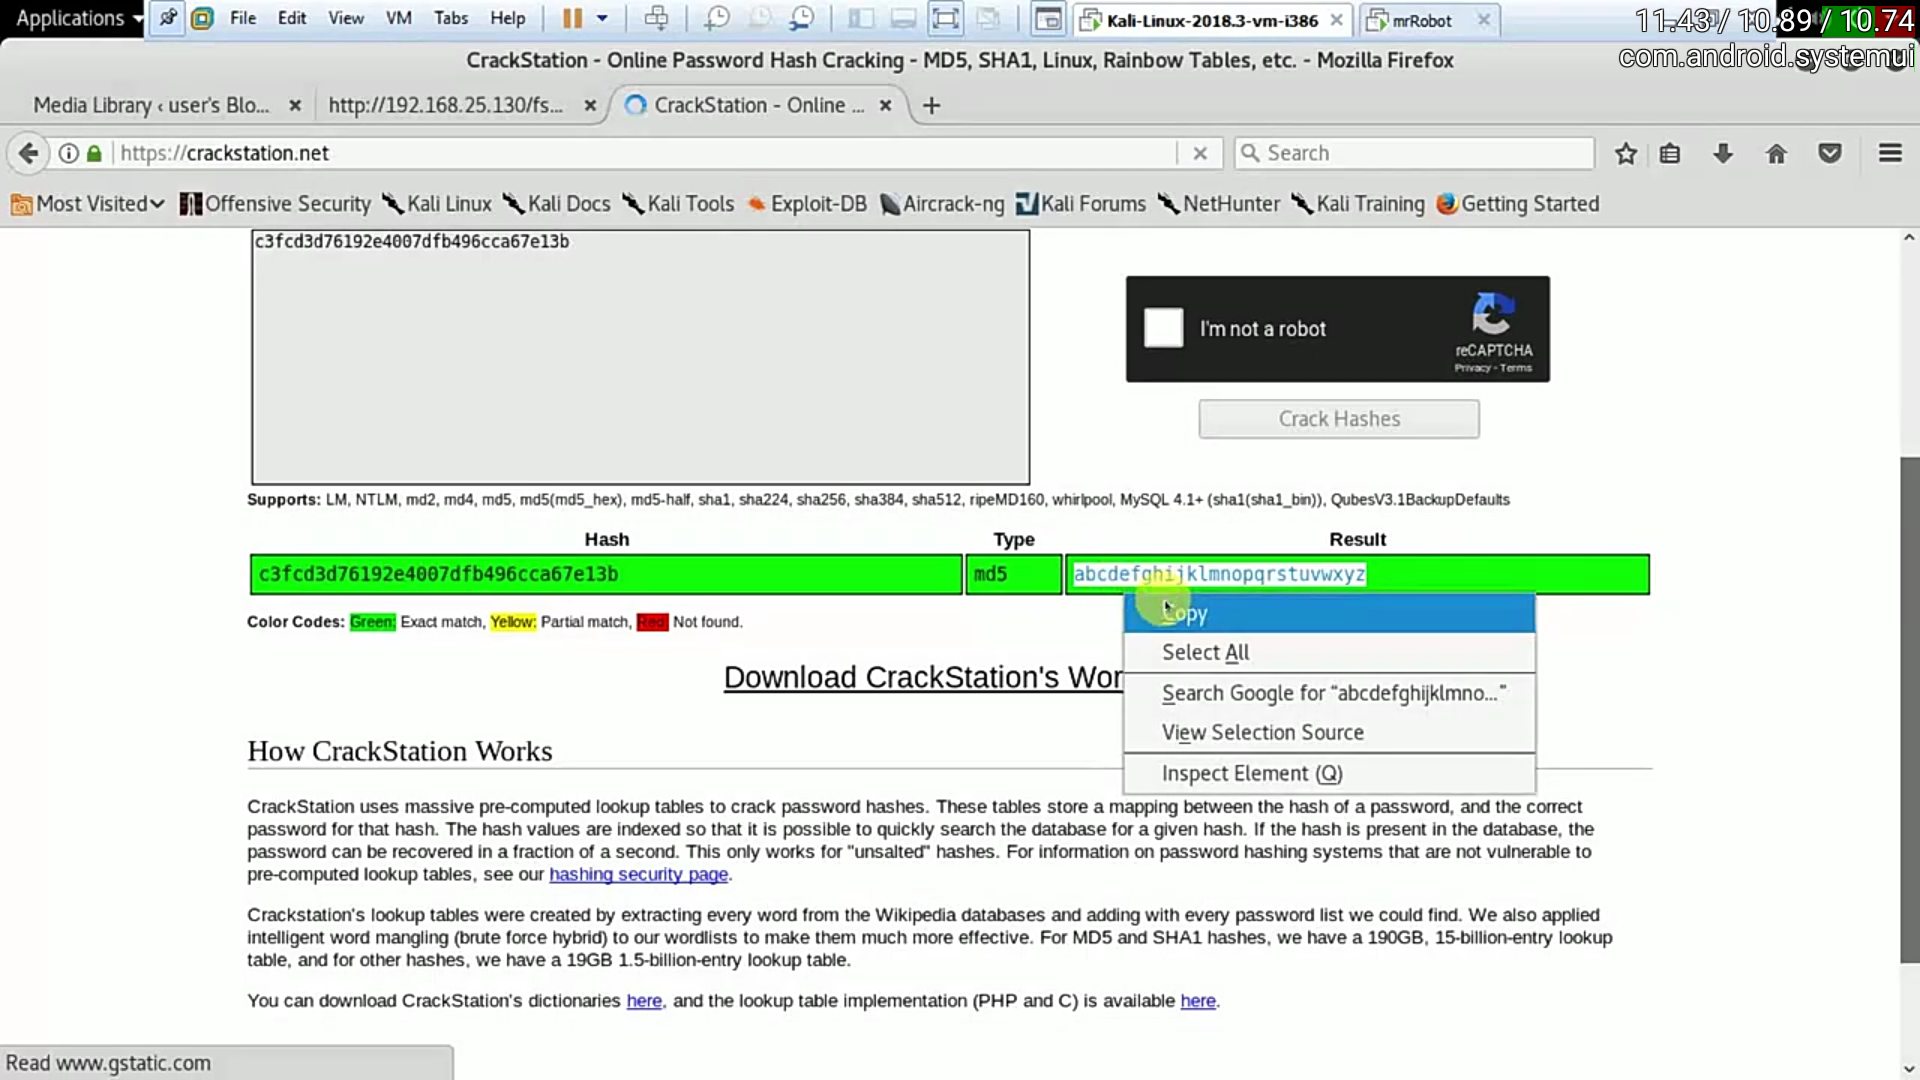 Applications File Edit View VM Tabs Help Kali-Linux-2018.3-vm-i386 mrRobot 11.43 / 10.89 / 10.74
com.android.systemui
CrackStation - Online Password Hash Cracking - MD5, SHA1, Linux, Rainbow Tables, etc. - Mozilla Firefox
Media Library ‹ user's Blo... http://192.168.25.130/fs... CrackStation - Online ...
https://crackstation.net Search
Most Visited Offensive Security Kali Linux Kali Docs Kali Tools Exploit-DB Aircrack-ng Kali Forums NetHunter Kali Training Getting Started
c3fcd3d76192e4007dfb496cca67e13b
I'm not a robot
reCAPTCHA
Privacy - Terms
Crack Hashes
Supports: LM, NTLM, md2, md4, md5, md5(md5_hex), md5-half, sha1, sha224, sha256, sha384, sha512, ripeMD160, whirlpool, MySQL 4.1+ (sha1(sha1_bin)), QubesV3.1BackupDefaults
Hash Type Result
c3fcd3d76192e4007dfb496cca67e13b md5 abcdefghijklmnopqrstuvwxyz
Color Codes: Green: Exact match, Yellow: Partial match, Red: Not found.
Copy
Select All
Search Google for “abcdefghijklmno...”
View Selection Source
Inspect Element (Q)
Download CrackStation's Wor
How CrackStation Works
CrackStation uses massive pre-computed lookup tables to crack password hashes. These tables store a mapping between the hash of a password, and the correct
password for that hash. The hash values are indexed so that it is possible to quickly search the database for a given hash. If the hash is present in the database, the
password can be recovered in a fraction of a second. This only works for "unsalted" hashes. For information on password hashing systems that are not vulnerable to
pre-computed lookup tables, see our hashing security page.
Crackstation's lookup tables were created by extracting every word from the Wikipedia databases and adding with every password list we could find. We also applied
intelligent word mangling (brute force hybrid) to our wordlists to make them much more effective. For MD5 and SHA1 hashes, we have a 190GB, 15-billion-entry lookup
table, and for other hashes, we have a 19GB 1.5-billion-entry lookup table.
You can download CrackStation's dictionaries here, and the lookup table implementation (PHP and C) is available here.
Read www.gstatic.com